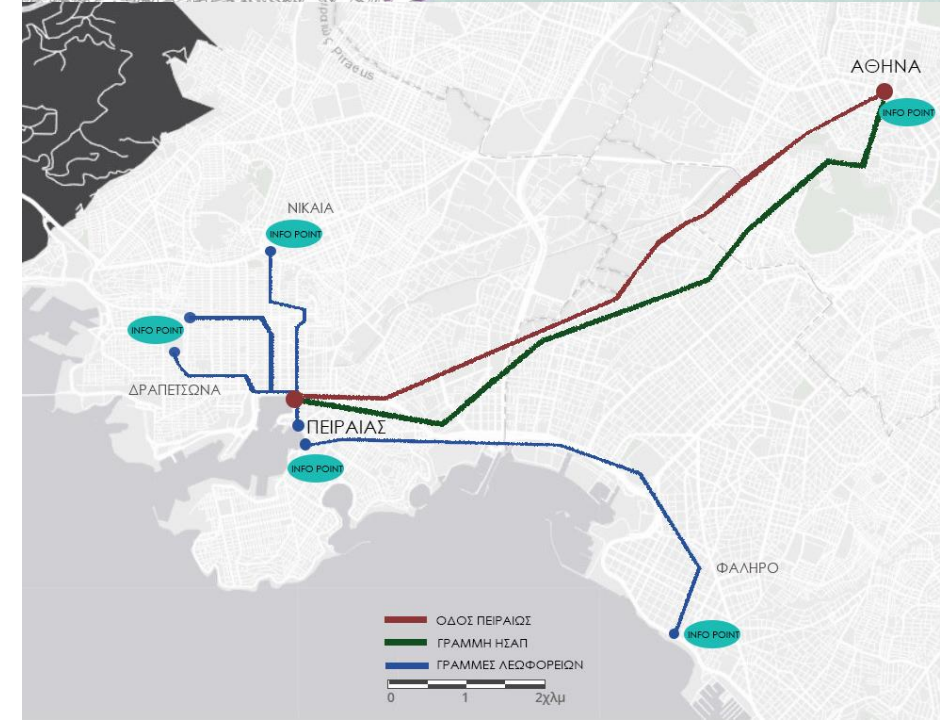 Piraeus
ΑΘΗΝΑ
INFO POINT
ΝΙΚΑΙΑ
INFO POINT
INFO POINT
ΔΡΑΠΕΤΣΩΝΑ
ΠΕΙΡΑΙΑΣ
INFO POINT
ΦΑΛΗΡΟ
INFO POINT
ΟΔΟΣ ΠΕΙΡΑΙΩΣ
ΓΡΑΜΜΗ ΗΣΑΠ
ΓΡΑΜΜΕΣ ΛΕΩΦΟΡΕΙΩΝ
0 1 2χλμ